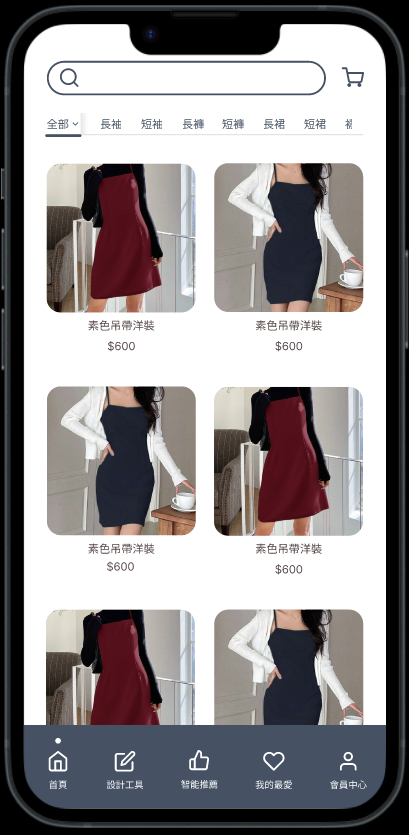 全部 長袖 短袖 長褲 短褲 長裙 短裙
素色吊帶洋裝 素色吊帶洋裝
$600 $600
素色吊帶洋裝 素色吊帶洋裝
$600 $600
首頁 設計工具 智能推薦 我的最愛 會員中心